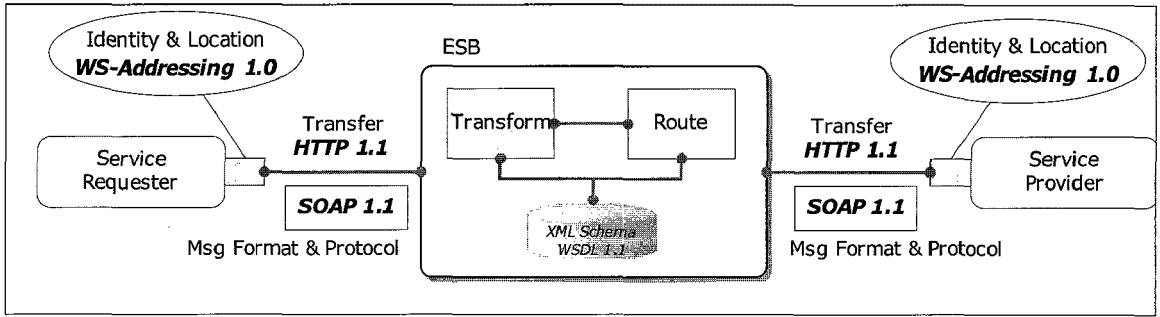 Identity & Location
WS-Addressing 1.0
ESB
Identity & Location
WS-Addressing 1.0
Transform
Route
Transfer
HTTP 1.1
Transfer
HTTP 1.1
Service
Requester
Service
Provider
SOAP 1.1
SOAP 1.1
XML Schema
WSDL 1.1
Msg Format & Protocol
Msg Format & Protocol